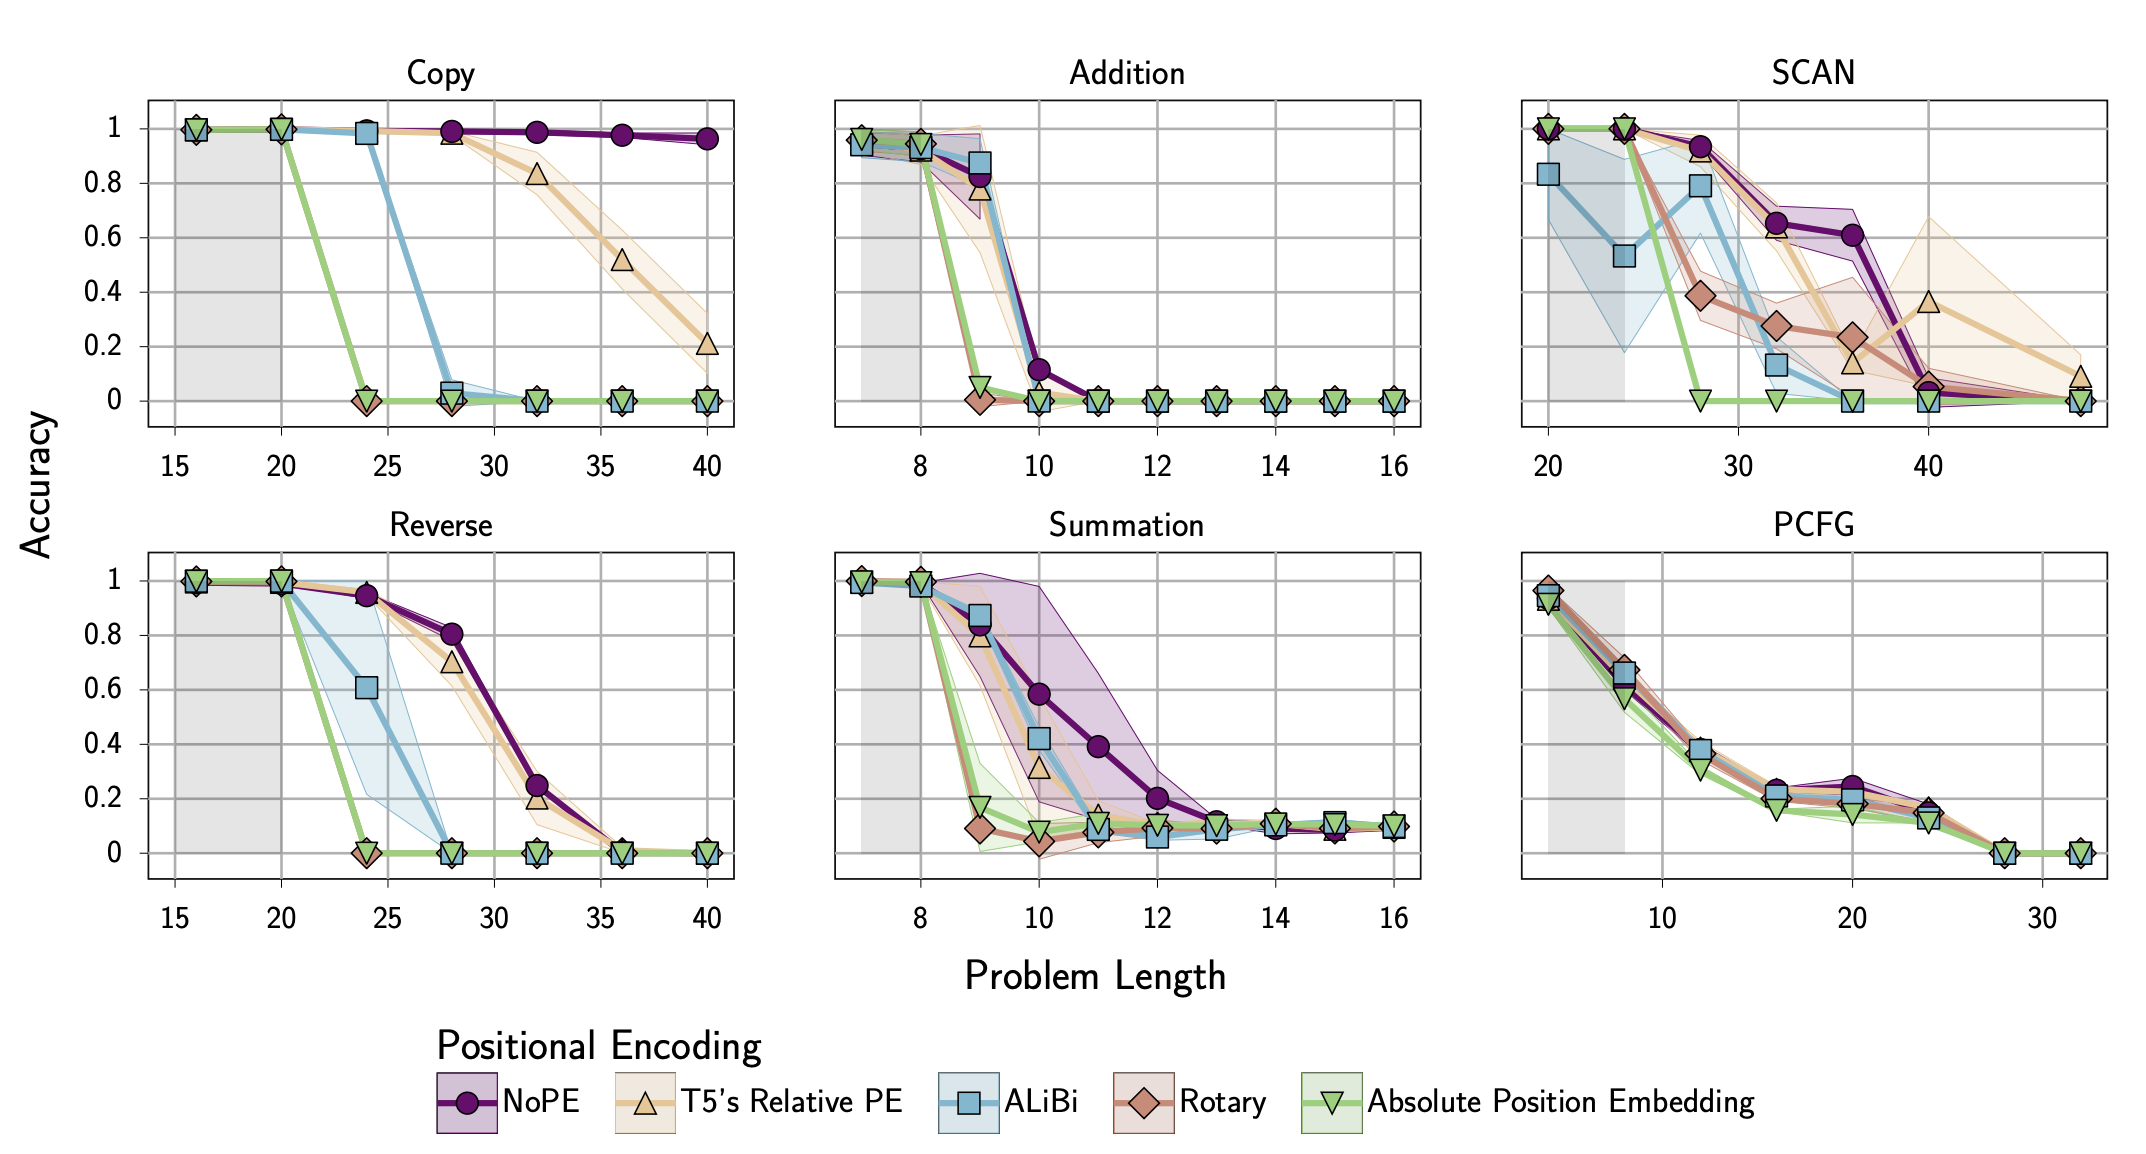 Copy
Addition
SCAN
1
0.8
0.6
0.4
0.2
0
15 20 25 30 35 40
8 10 12 14 16
20 30 40
Accuracy
Reverse
Summation
PCFG
1
0.8
0.6
0.4
0.2
0
15 20 25 30 35 40
8 10 12 14 16
10 20 30
Problem Length
Positional Encoding
NoPE T5's Relative PE ALiBi Rotary Absolute Position Embedding